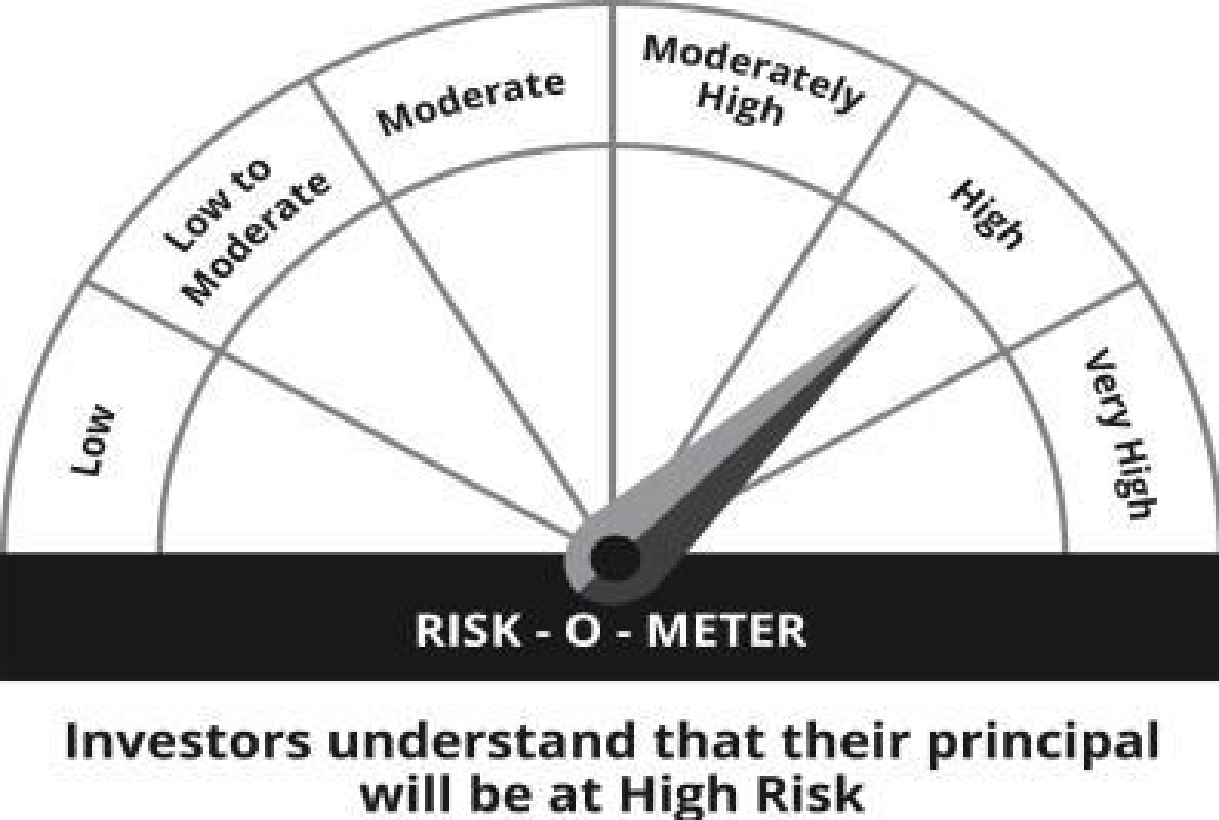 Low
Low to
Moderate
Moderate
Moderately
High
High
Very High
RISK - O - METER
Investors understand that their principal
will be at High Risk